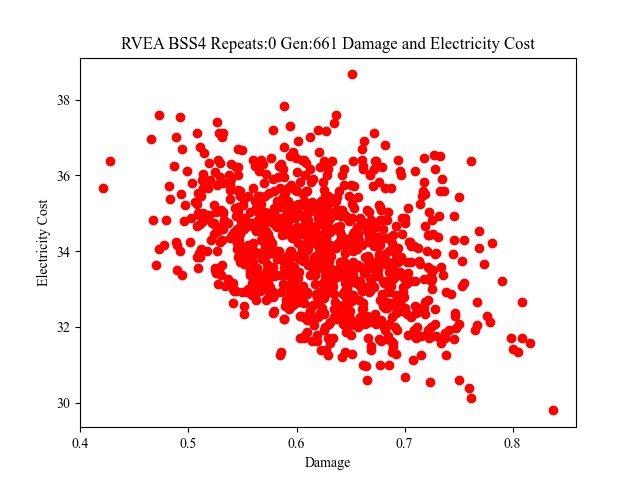 RVEA BSS4 Repeats:0 Gen:661 Damage and Electricity Cost
38
36
34
32
30
Electricity Cost
0.4 0.5 0.6 0.7 0.8
Damage